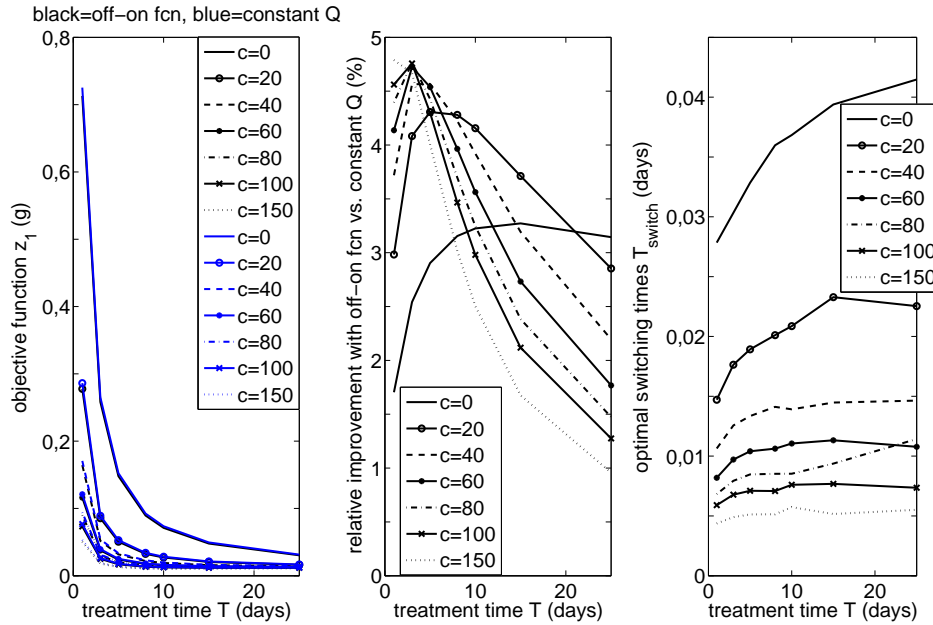 black=off-on fcn, blue=constant Q
objective function z1 (g)
0,8
0,6
0,4
0,2
0
0
10
20
treatment time T (days)
c=0
c=20
c=40
c=60
c=80
c=100
c=150
c=0
c=20
c=40
c=60
c=80
c=100
c=150
relative improvement with off-on fcn vs. constant Q (%)
5
4
3
2
1
0
0
10
20
treatment time T (days)
c=0
c=20
c=40
c=60
c=80
c=100
c=150
optimal switching times Tswitch (days)
0,04
0,03
0,02
0,01
0
0
10
20
treatment time T (days)
c=0
c=20
c=40
c=60
c=80
c=100
c=150